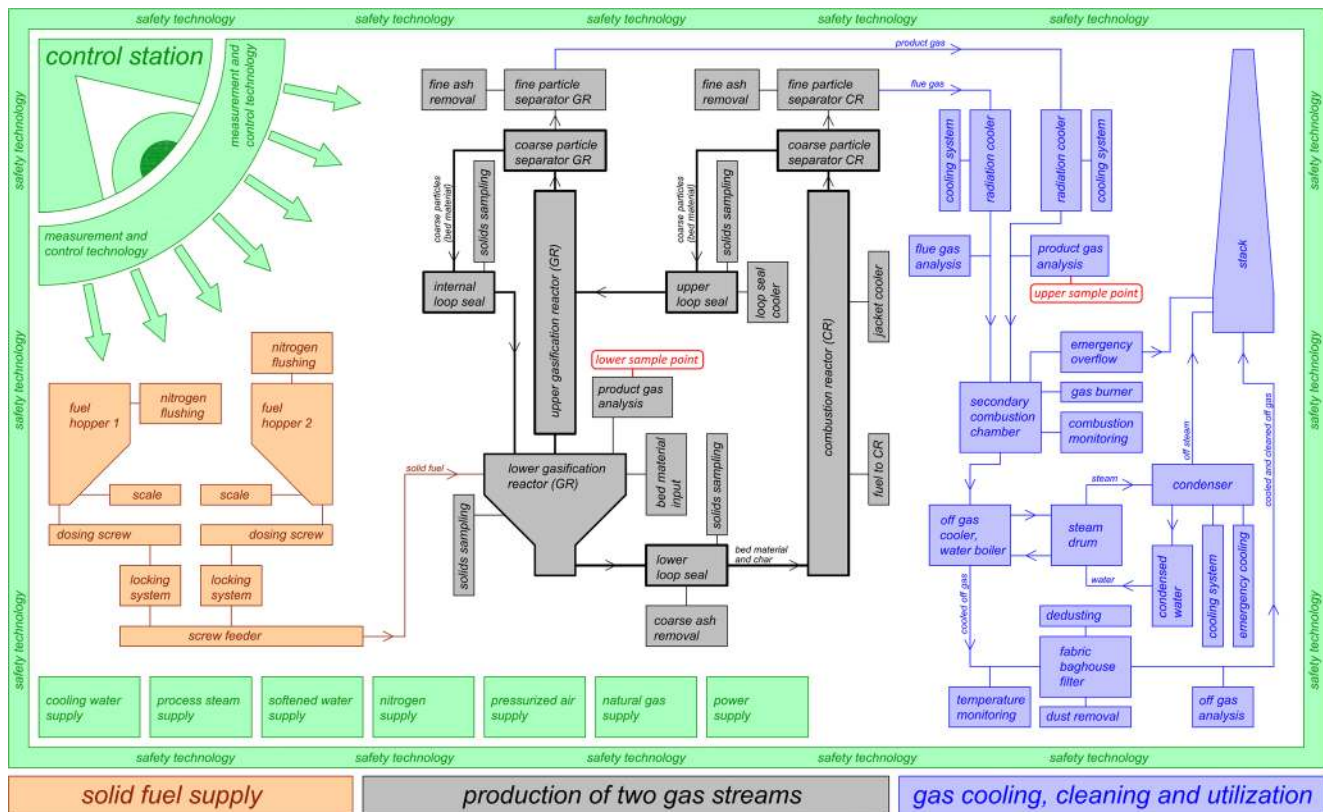 safety technology
safety technology
safety technology
safety technology
safety technology
control station
measurement and
control technology
measurement and
control technology
safety technology
safety technology
safety technology
safety technology
safety technology
safety technology
safety technology
safety technology
fine ash
removal
fine particle
separator GR
coarse particle
separator GR
coarse particles
(bed material)
solids sampling
internal
loop seal
upper gasification reactor (GR)
fine ash
removal
fine particle
separator CR
coarse particle
separator CR
coarse particles
(bed material)
solids sampling
upper
loop seal
loop seal
cooler
combustion reactor (CR)
jacket cooler
fuel to CR
lower sample point
product gas
analysis
lower gasification
reactor (GR)
bed material
input
solids sampling
solids sampling
lower
loop seal
bed material
and char
coarse ash
removal
nitrogen
flushing
fuel
hopper 1
nitrogen
flushing
fuel
hopper 2
scale
scale
dosing screw
dosing screw
locking
system
locking
system
screw feeder
solid fuel
product gas
flue gas
cooling system
radiation cooler
radiation cooler
cooling system
flue gas
analysis
product gas
analysis
upper sample point
stack
emergency
overflow
gas burner
secondary
combustion
chamber
combustion
monitoring
off steam
cooled and cleaned off gas
steam
condenser
off gas
cooler,
water boiler
steam
drum
water
condensed
water
cooling system
emergency cooling
cooled off gas
dedusting
fabric
baghouse
filter
temperature
monitoring
dust removal
off gas
analysis
cooling water
supply
process steam
supply
softened water
supply
nitrogen
supply
pressurized air
supply
natural gas
supply
power
supply
safety technology
safety technology
safety technology
safety technology
safety technology
solid fuel supply
production of two gas streams
gas cooling, cleaning and utilization